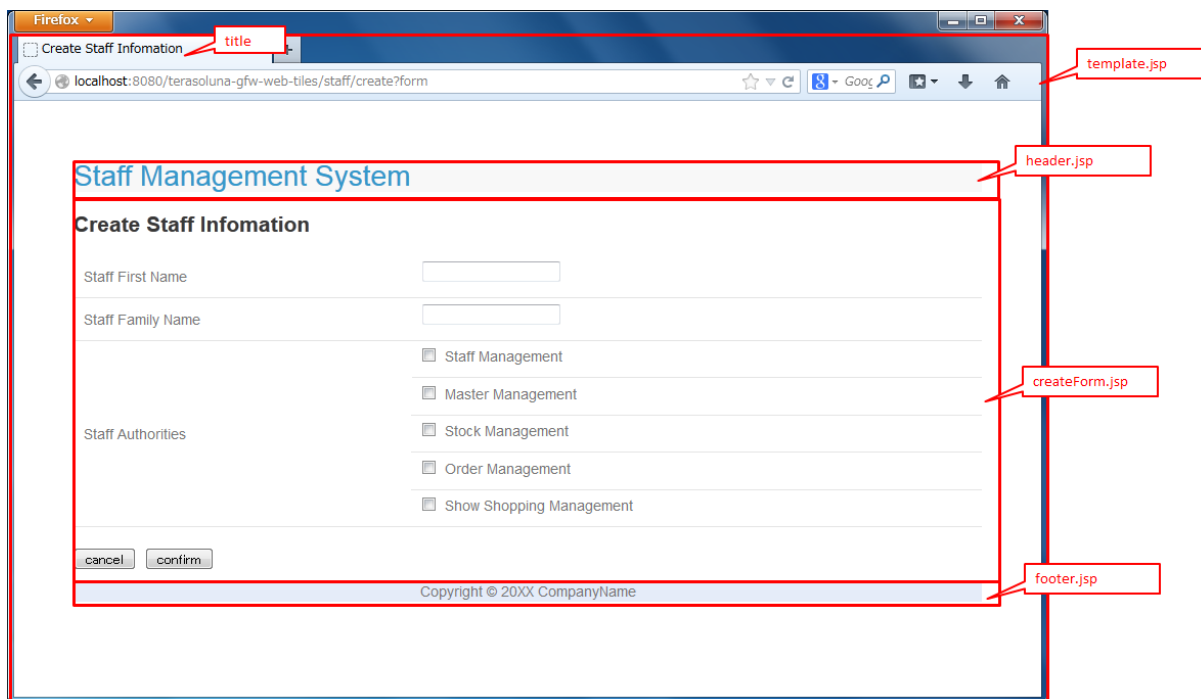 Firefox
title
Create Staff Infomation
template.jsp
localhost:8080/terasoluna-gfw-web-tiles/staff/create?form
Goog
header.jsp
Staff Management System
Create Staff Infomation
Staff First Name
Staff Family Name
Staff Management
Master Management
createForm.jsp
Staff Authorities
Stock Management
Order Management
Show Shopping Management
cancel confirm
footer.jsp
Copyright © 20XX CompanyName